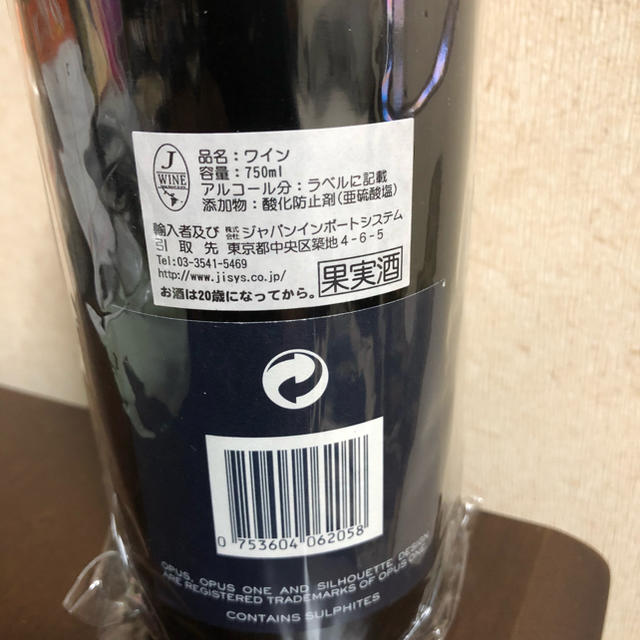 J
WINE
品名：ワイン
容量：750ml
アルコール分：ラベルに記載
添加物：酸化防止剤（亜硫酸塩）
輸入者及び 株式会社 ジャパンインポートシステム
引取先 東京都中央区築地4-6-5
Tel:03-3541-5469
http://www.jisys.co.jp/
お酒は20歳になってから。
果実酒
0 753604 062058
OPUS, OPUS ONE AND SILHOUETTE DESIGN
ARE REGISTERED TRADEMARKS OF OPUS ONE.
CONTAINS SULPHITES